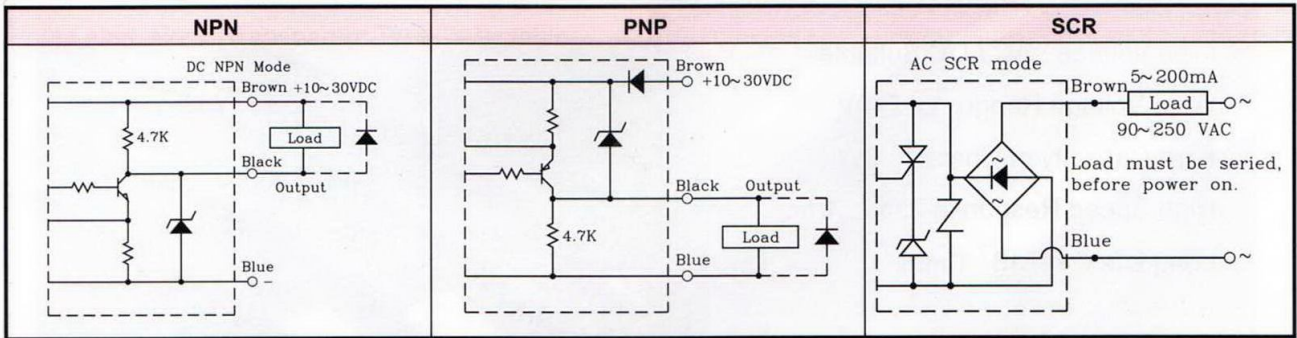 NPN
PNP
SCR
DC NPN Mode
Brown +10~30VDC
4.7K
Load
Black
Output
Blue
−
Brown
+10~30VDC
Black Output
4.7K
Load
Blue
AC SCR mode
Brown
5~200mA
Load
~
90~250 VAC
Load must be seried,
before power on.
~
~
Blue
~